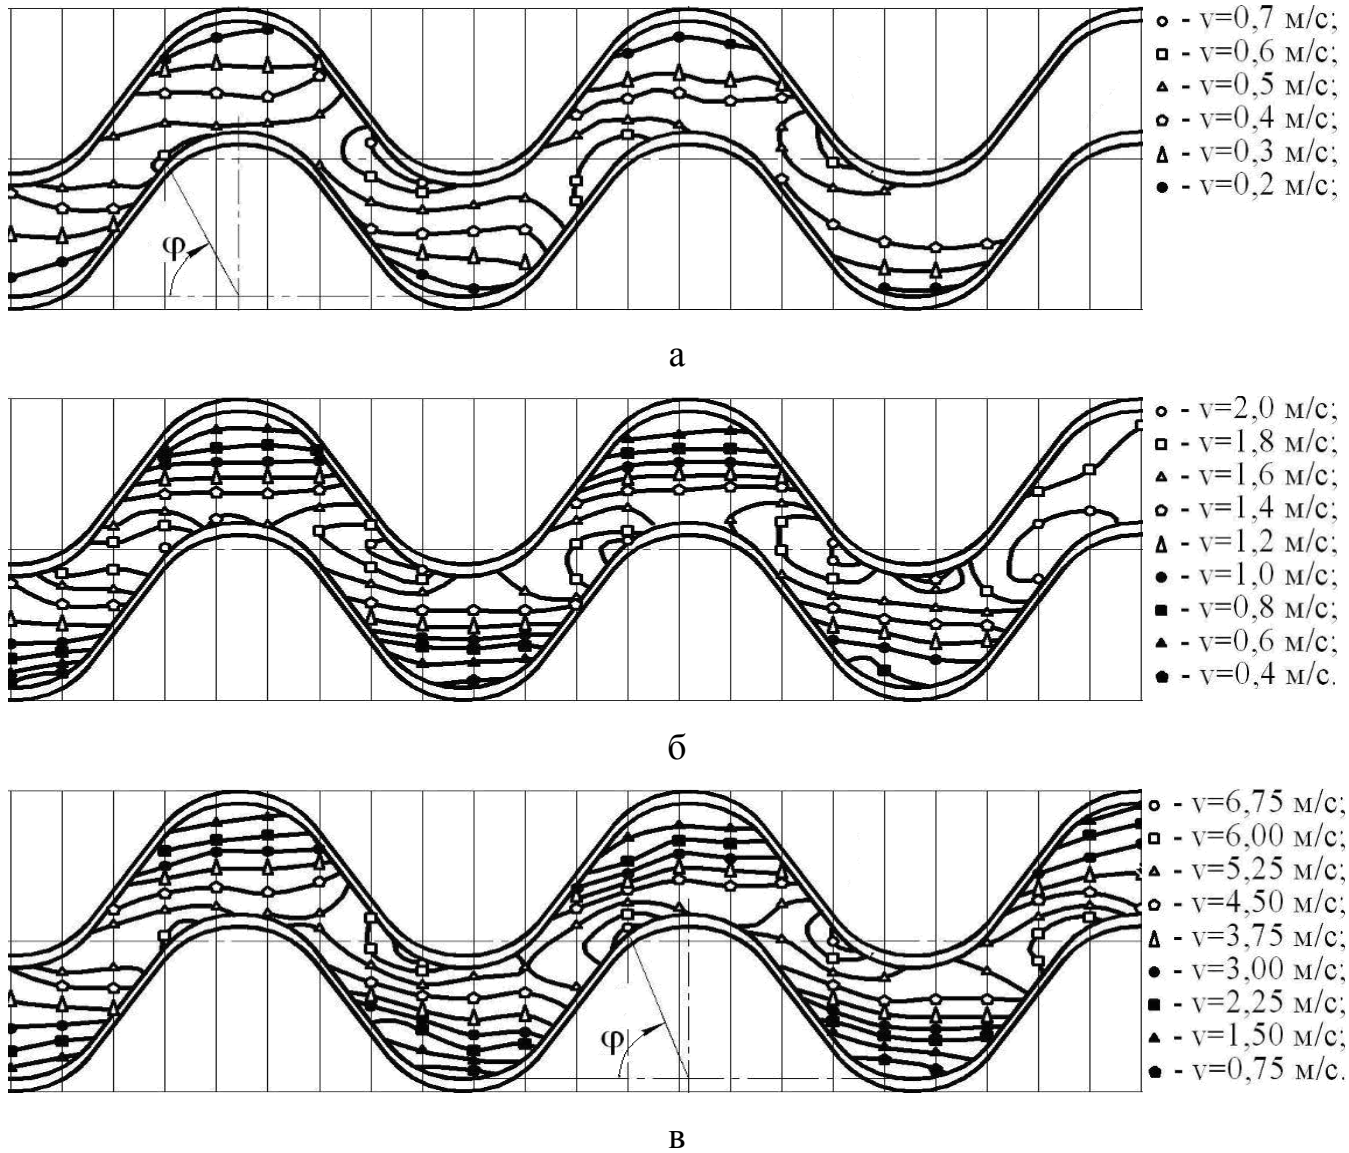 - v=0,7 м/с;
- v=0,6 м/с;
- v=0,5 м/с;
- v=0,4 м/с;
- v=0,3 м/с;
- v=0,2 м/с;
φ
а
- v=2,0 м/с;
- v=1,8 м/с;
- v=1,6 м/с;
- v=1,4 м/с;
- v=1,2 м/с;
- v=1,0 м/с;
- v=0,8 м/с;
- v=0,6 м/с;
- v=0,4 м/с.
б
- v=6,75 м/с;
- v=6,00 м/с;
- v=5,25 м/с;
- v=4,50 м/с;
- v=3,75 м/с;
- v=3,00 м/с;
- v=2,25 м/с;
- v=1,50 м/с;
- v=0,75 м/с.
φ
в